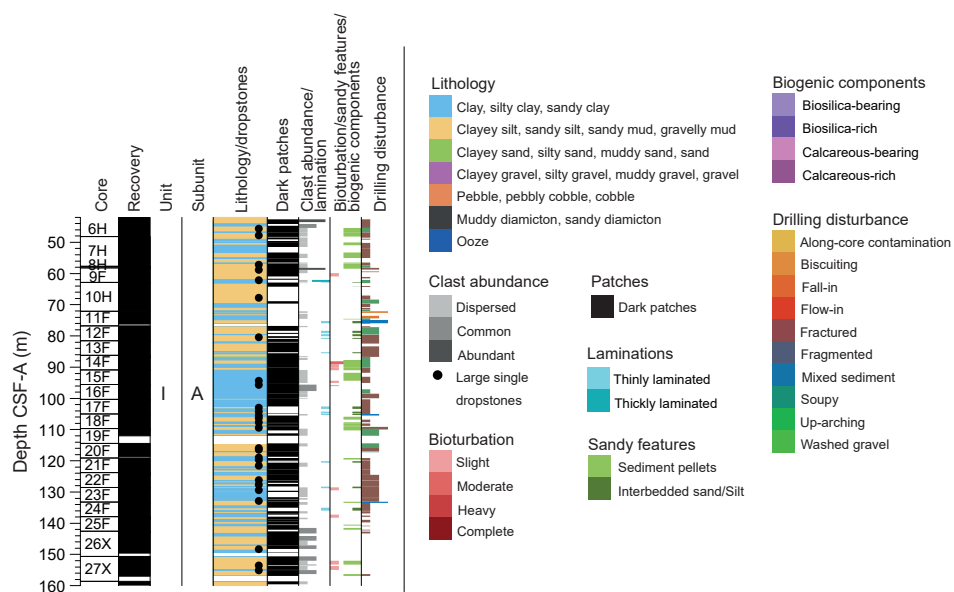 Core
Recovery
Unit
Subunit
Lithology/dropstones
Dark patches
Clast abundance/
lamination
Bioturbation/sandy features/
biogenic components
Drilling disturbance
Depth CSF-A (m)
50
60
70
80
90
100
110
120
130
140
150
160
6H
7H
8H
9F
10H
11F
12F
13F
14F
15F
16F
17F
18F
19F
20F
21F
22F
23F
24F
25F
26X
27X
I
A
Lithology
Clay, silty clay, sandy clay
Clayey silt, sandy silt, sandy mud, gravelly mud
Clayey sand, silty sand, muddy sand, sand
Clayey gravel, silty gravel, muddy gravel, gravel
Pebble, pebbly cobble, cobble
Muddy diamicton, sandy diamicton
Ooze
Clast abundance
Dispersed
Common
Abundant
Large single
dropstones
Bioturbation
Slight
Moderate
Heavy
Complete
Patches
Dark patches
Laminations
Thinly laminated
Thickly laminated
Sandy features
Sediment pellets
Interbedded sand/Silt
Biogenic components
Biosilica-bearing
Biosilica-rich
Calcareous-bearing
Calcareous-rich
Drilling disturbance
Along-core contamination
Biscuiting
Fall-in
Flow-in
Fractured
Fragmented
Mixed sediment
Soupy
Up-arching
Washed gravel